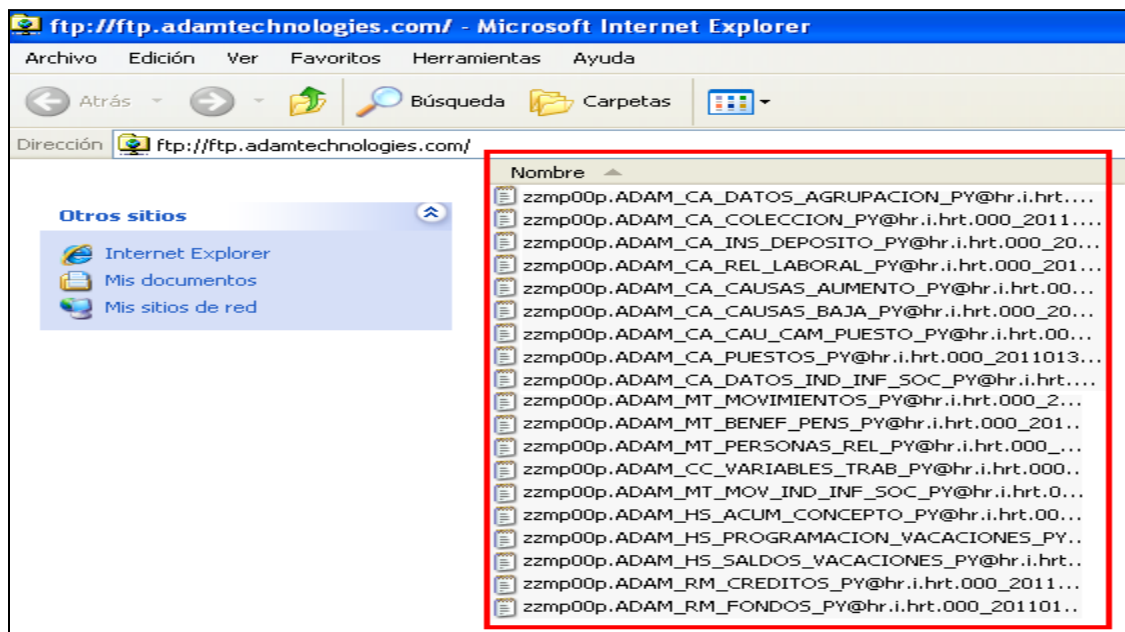 ftp://ftp.adamtechnologies.com/ - Microsoft Internet Explorer
Archivo Edición Ver Favoritos Herramientas Ayuda
Atrás Búsqueda Carpetas
Dirección ftp://ftp.adamtechnologies.com/
Otros sitios
Internet Explorer
Mis documentos
Mis sitios de red
Nombre
zzmp00p.ADAM_CA_DATOS_AGRUPACION_PY@hr.i.hrt....
zzmp00p.ADAM_CA_COLECCION_PY@hr.i.hrt.000_2011....
zzmp00p.ADAM_CA_INS_DEPOSITO_PY@hr.i.hrt.000_20...
zzmp00p.ADAM_CA_REL_LABORAL_PY@hr.i.hrt.000_201...
zzmp00p.ADAM_CA_CAUSAS_AUMENTO_PY@hr.i.hrt.00...
zzmp00p.ADAM_CA_CAUSAS_BAJA_PY@hr.i.hrt.000_20...
zzmp00p.ADAM_CA_CAU_CAM_PUESTO_PY@hr.i.hrt.00...
zzmp00p.ADAM_CA_PUESTOS_PY@hr.i.hrt.000_2011013...
zzmp00p.ADAM_CA_DATOS_IND_INF_SOC_PY@hr.i.hrt....
zzmp00p.ADAM_MT_MOVIMIENTOS_PY@hr.i.hrt.000_2...
zzmp00p.ADAM_MT_BENEF_PENS_PY@hr.i.hrt.000_201..
zzmp00p.ADAM_MT_PERSONAS_REL_PY@hr.i.hrt.000_...
zzmp00p.ADAM_CC_VARIABLES_TRAB_PY@hr.i.hrt.000..
zzmp00p.ADAM_MT_MOV_IND_INF_SOC_PY@hr.i.hrt.0...
zzmp00p.ADAM_HS_ACUM_CONCEPTO_PY@hr.i.hrt.00...
zzmp00p.ADAM_HS_PROGRAMACION_VACACIONES_PY..
zzmp00p.ADAM_HS_SALDOS_VACACIONES_PY@hr.i.hrt..
zzmp00p.ADAM_RM_CREDITOS_PY@hr.i.hrt.000_2011...
zzmp00p.ADAM_RM_FONDOS_PY@hr.i.hrt.000_201101..